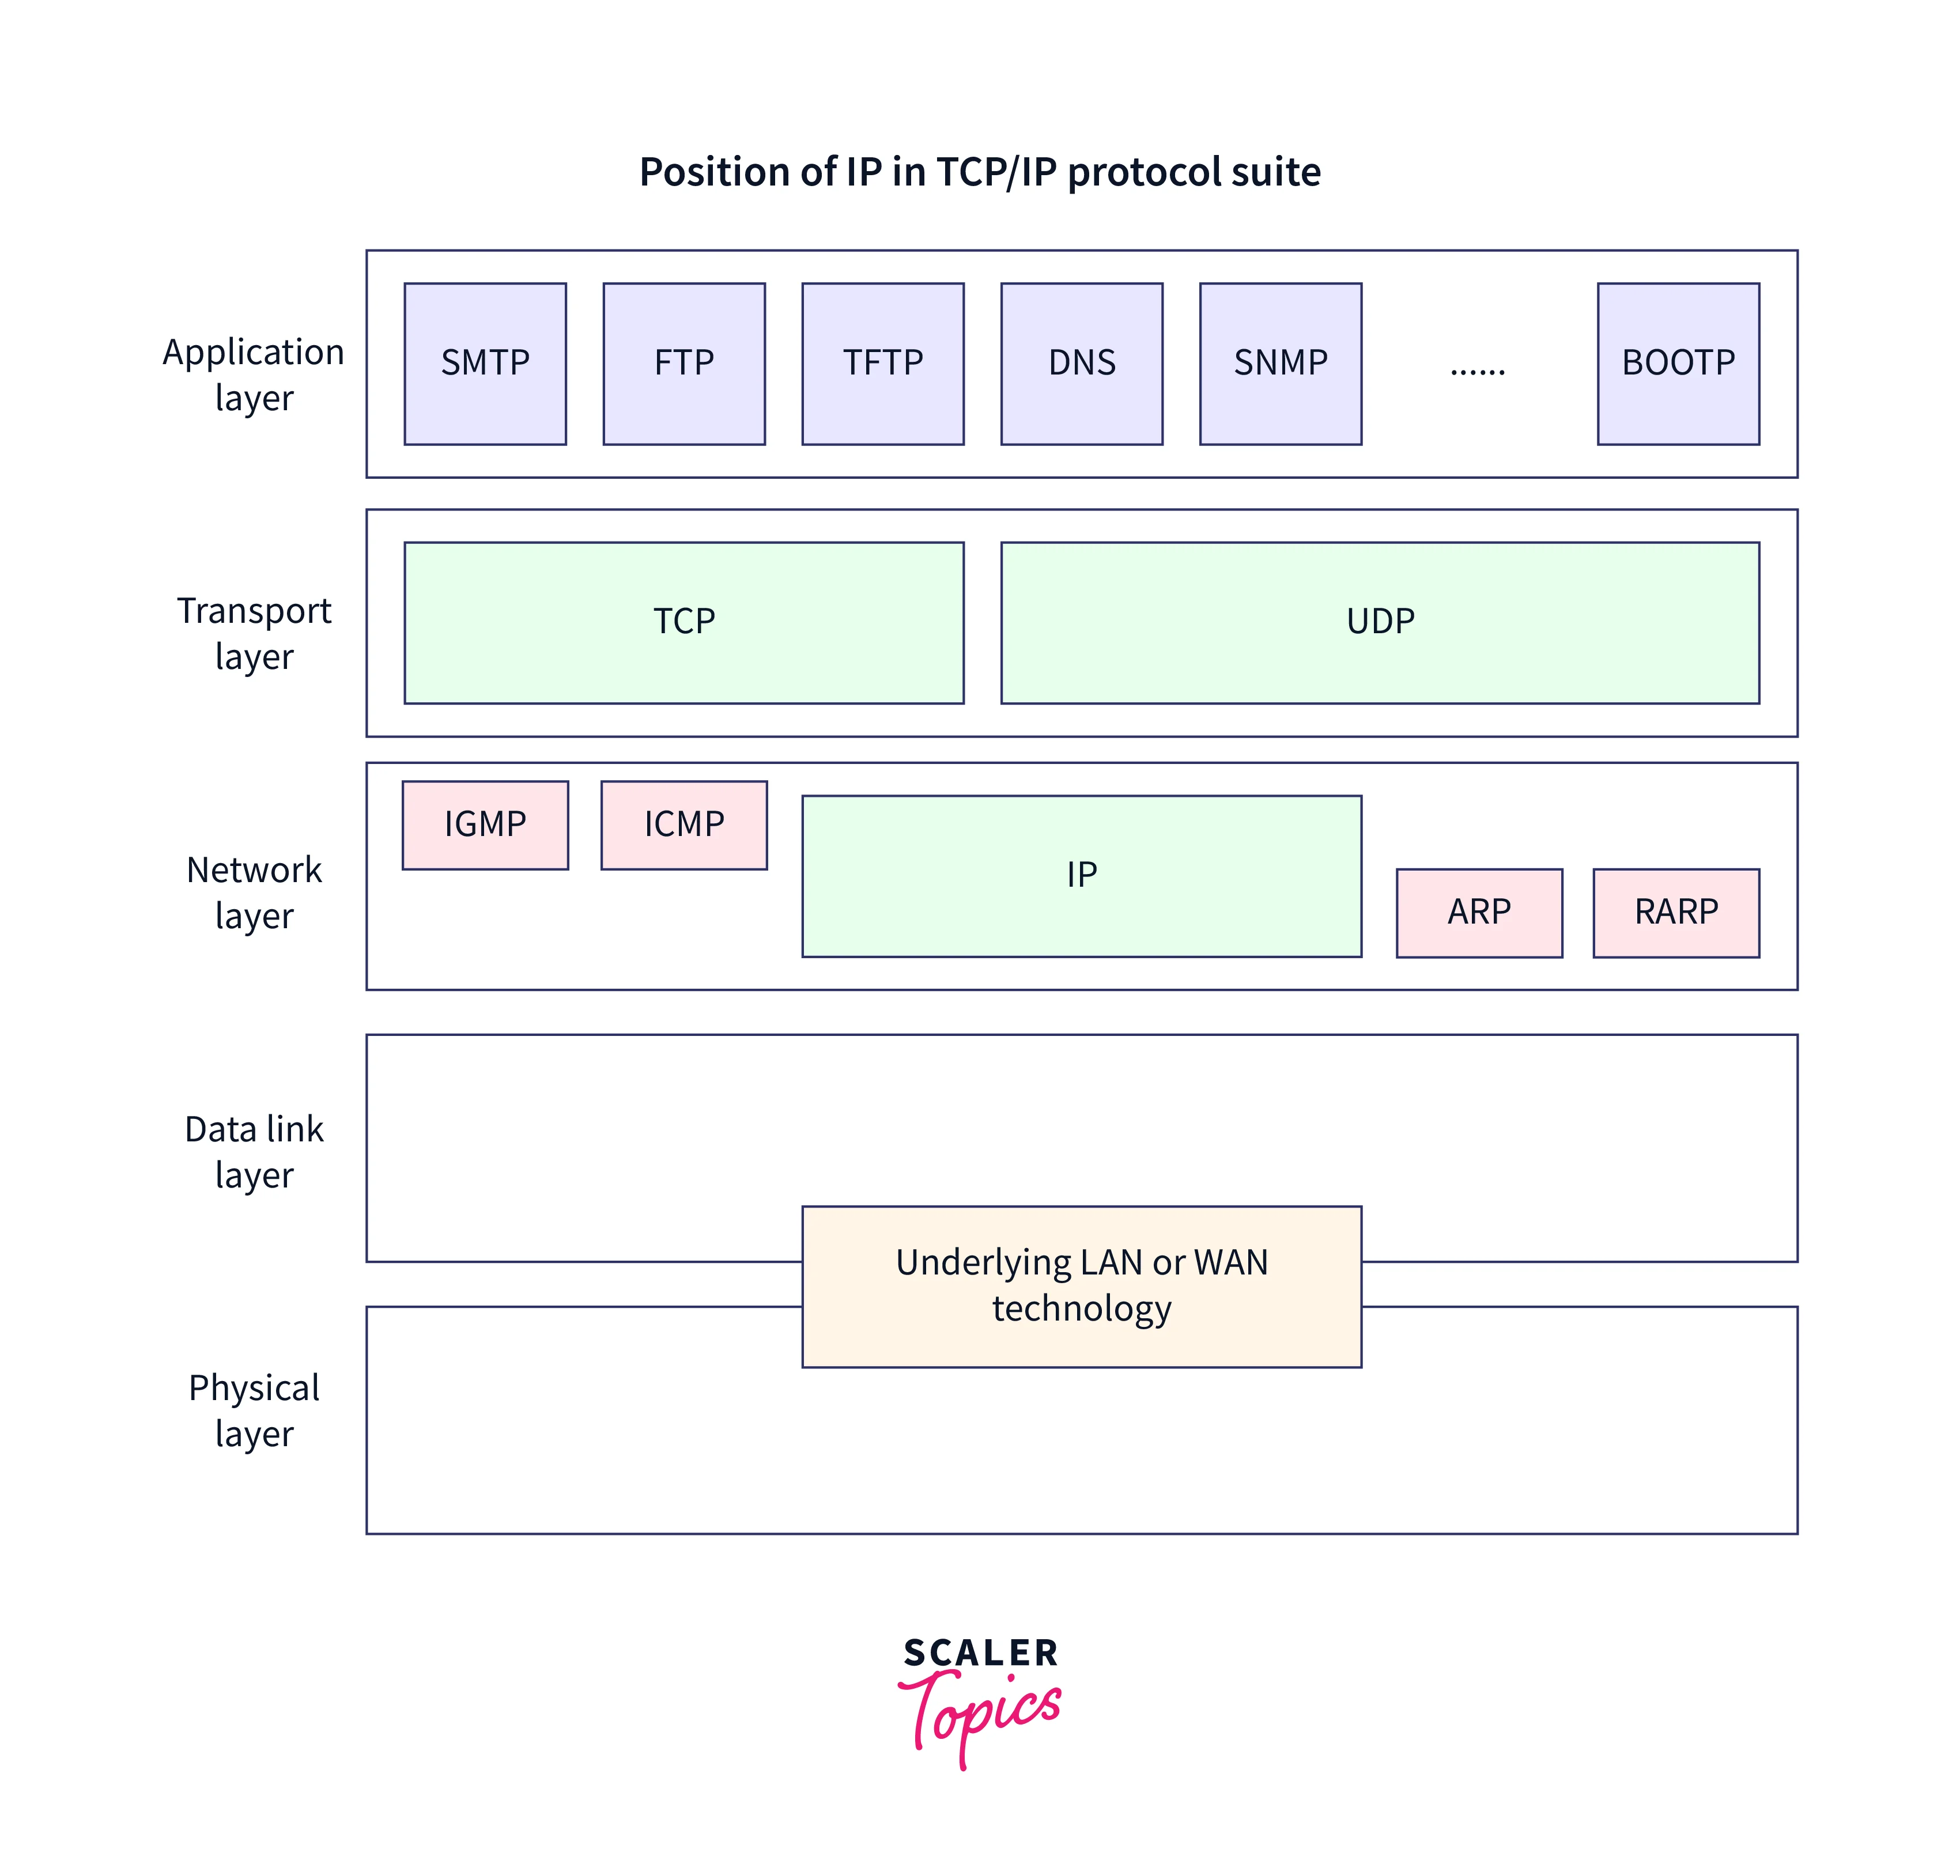 Position of IP in TCP/IP protocol suite
Application
layer
SMTP
FTP
TFTP
DNS
SNMP
......
BOOTP
Transport
layer
TCP
UDP
Network
layer
IGMP
ICMP
IP
ARP
RARP
Data link
layer
Underlying LAN or WAN
technology
Physical
layer
SCALER
Topics